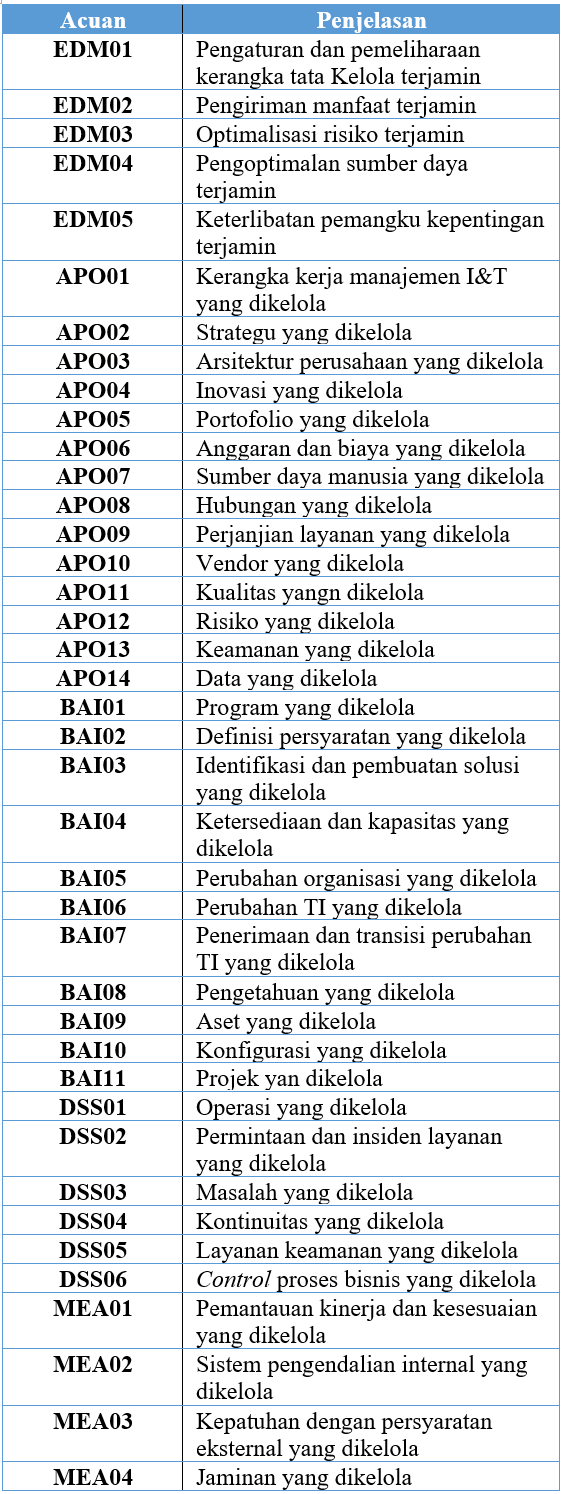 Acuan Penjelasan
EDM01 Pengaturan dan pemeliharaan
kerangka tata Kelola terjamin
EDM02 Pengiriman manfaat terjamin
EDM03 Optimalisasi risiko terjamin
EDM04 Pengoptimalan sumber daya
terjamin
EDM05 Keterlibatan pemangku kepentingan
terjamin
APO01 Kerangka kerja manajemen I&T
yang dikelola
APO02 Strategu yang dikelola
APO03 Arsitektur perusahaan yang dikelola
APO04 Inovasi yang dikelola
APO05 Portofolio yang dikelola
APO06 Anggaran dan biaya yang dikelola
APO07 Sumber daya manusia yang dikelola
APO08 Hubungan yang dikelola
APO09 Perjanjian layanan yang dikelola
APO10 Vendor yang dikelola
APO11 Kualitas yangn dikelola
APO12 Risiko yang dikelola
APO13 Keamanan yang dikelola
APO14 Data yang dikelola
BAI01 Program yang dikelola
BAI02 Definisi persyaratan yang dikelola
BAI03 Identifikasi dan pembuatan solusi
yang dikelola
BAI04 Ketersediaan dan kapasitas yang
dikelola
BAI05 Perubahan organisasi yang dikelola
BAI06 Perubahan TI yang dikelola
BAI07 Penerimaan dan transisi perubahan
TI yang dikelola
BAI08 Pengetahuan yang dikelola
BAI09 Aset yang dikelola
BAI10 Konfigurasi yang dikelola
BAI11 Projek yan dikelola
DSS01 Operasi yang dikelola
DSS02 Permintaan dan insiden layanan
yang dikelola
DSS03 Masalah yang dikelola
DSS04 Kontinuitas yang dikelola
DSS05 Layanan keamanan yang dikelola
DSS06 Control proses bisnis yang dikelola
MEA01 Pemantauan kinerja dan kesesuaian
yang dikelola
MEA02 Sistem pengendalian internal yang
dikelola
MEA03 Kepatuhan dengan persyaratan
eksternal yang dikelola
MEA04 Jaminan yang dikelola